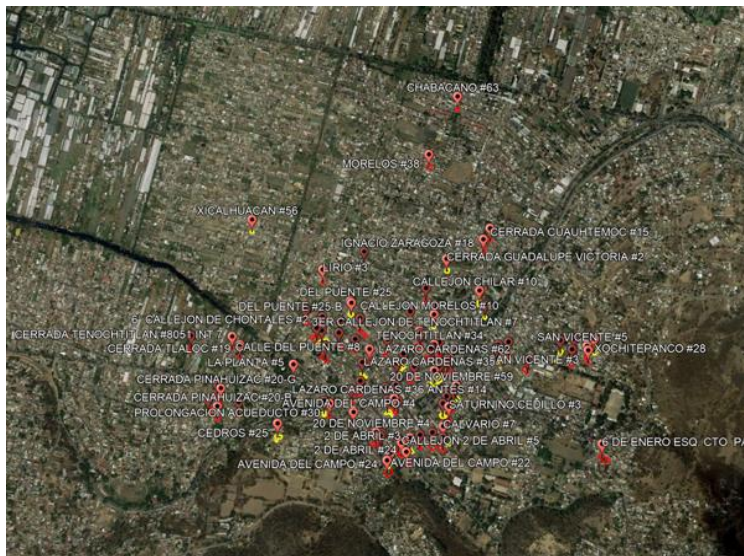 CHABACANO #63
MORELOS #38
XICALHUACAN #56
CERRADA CUAUHTEMOC #15
IGNACIO ZARAGOZA #18
CERRADA GUADALUPE VICTORIA #2
LIRIO #3
CALLEJON CHILAR #10
DEL PUENTE #25
DEL PUENTE #25-B
CALLEJON MORELOS #10
CALLEJON DE CHONTALES #2
3ER CALLEJON DE TENOCHTITLAN #7
CERRADA TENOCHTITLAN #805 INT 7
TENOCHTITLAN #34
SAN VICENTE #5
CERRADA TLALOC #19
CALLE DEL PUENTE #8
LAZARO CARDENAS #62
XOCHITEPANCO #28
LA PLANTA #5
LAZARO CARDENAS #35
SAN VICENTE
CERRADA PINAHUIZAC #20-G
20 DE NOVIEMBRE #59
LAZARO CARDENAS #36 ANTES #14
CERRADA PINAHUIZAC #20-B
AVENIDA DEL CAMPO #4
SATURNINO CEDILLO #3
PROLONGACION ACUEDUCTO #30
20 DE NOVIEMBRE #4
CALVARIO #7
CEDROS #25
2 DE ABRIL #3
CALLEJON 2 DE ABRIL #5
6 DE ENERO ESQ. CTO. PA
2 DE ABRIL #24
AVENIDA DEL CAMPO #24
AVENIDA DEL CAMPO #22